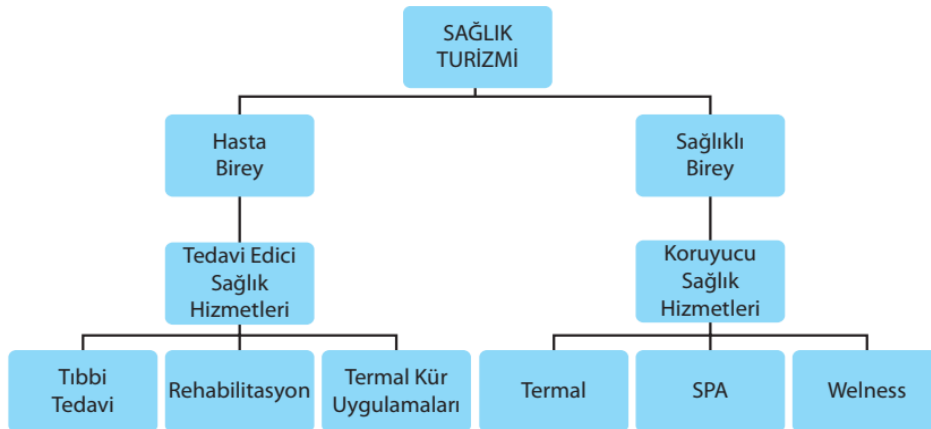 SAĞLIK
TURİZMİ
Hasta
Birey
Sağlıklı
Birey
Tedavi Edici
Sağlık
Hizmetleri
Koruyucu
Sağlık
Hizmetleri
Tıbbi
Tedavi
Rehabilitasyon
Termal Kür
Uygulamaları
Termal
SPA
Welness